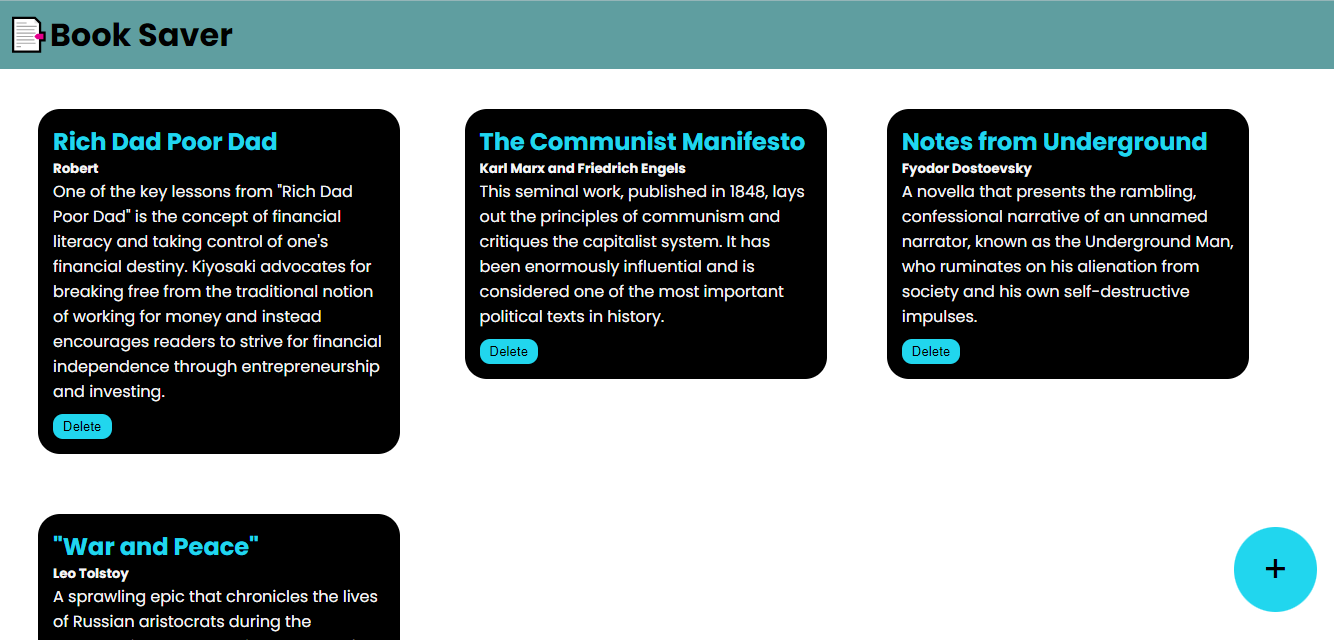 Book Saver
Rich Dad Poor Dad
Robert
One of the key lessons from "Rich Dad
Poor Dad" is the concept of financial
literacy and taking control of one's
financial destiny. Kiyosaki advocates for
breaking free from the traditional notion
of working for money and instead
encourages readers to strive for financial
independence through entrepreneurship
and investing.
Delete
The Communist Manifesto
Karl Marx and Friedrich Engels
This seminal work, published in 1848, lays
out the principles of communism and
critiques the capitalist system. It has
been enormously influential and is
considered one of the most important
political texts in history.
Delete
Notes from Underground
Fyodor Dostoevsky
A novella that presents the rambling,
confessional narrative of an unnamed
narrator, known as the Underground Man,
who ruminates on his alienation from
society and his own self-destructive
impulses.
Delete
"War and Peace"
Leo Tolstoy
A sprawling epic that chronicles the lives
of Russian aristocrats during the
+